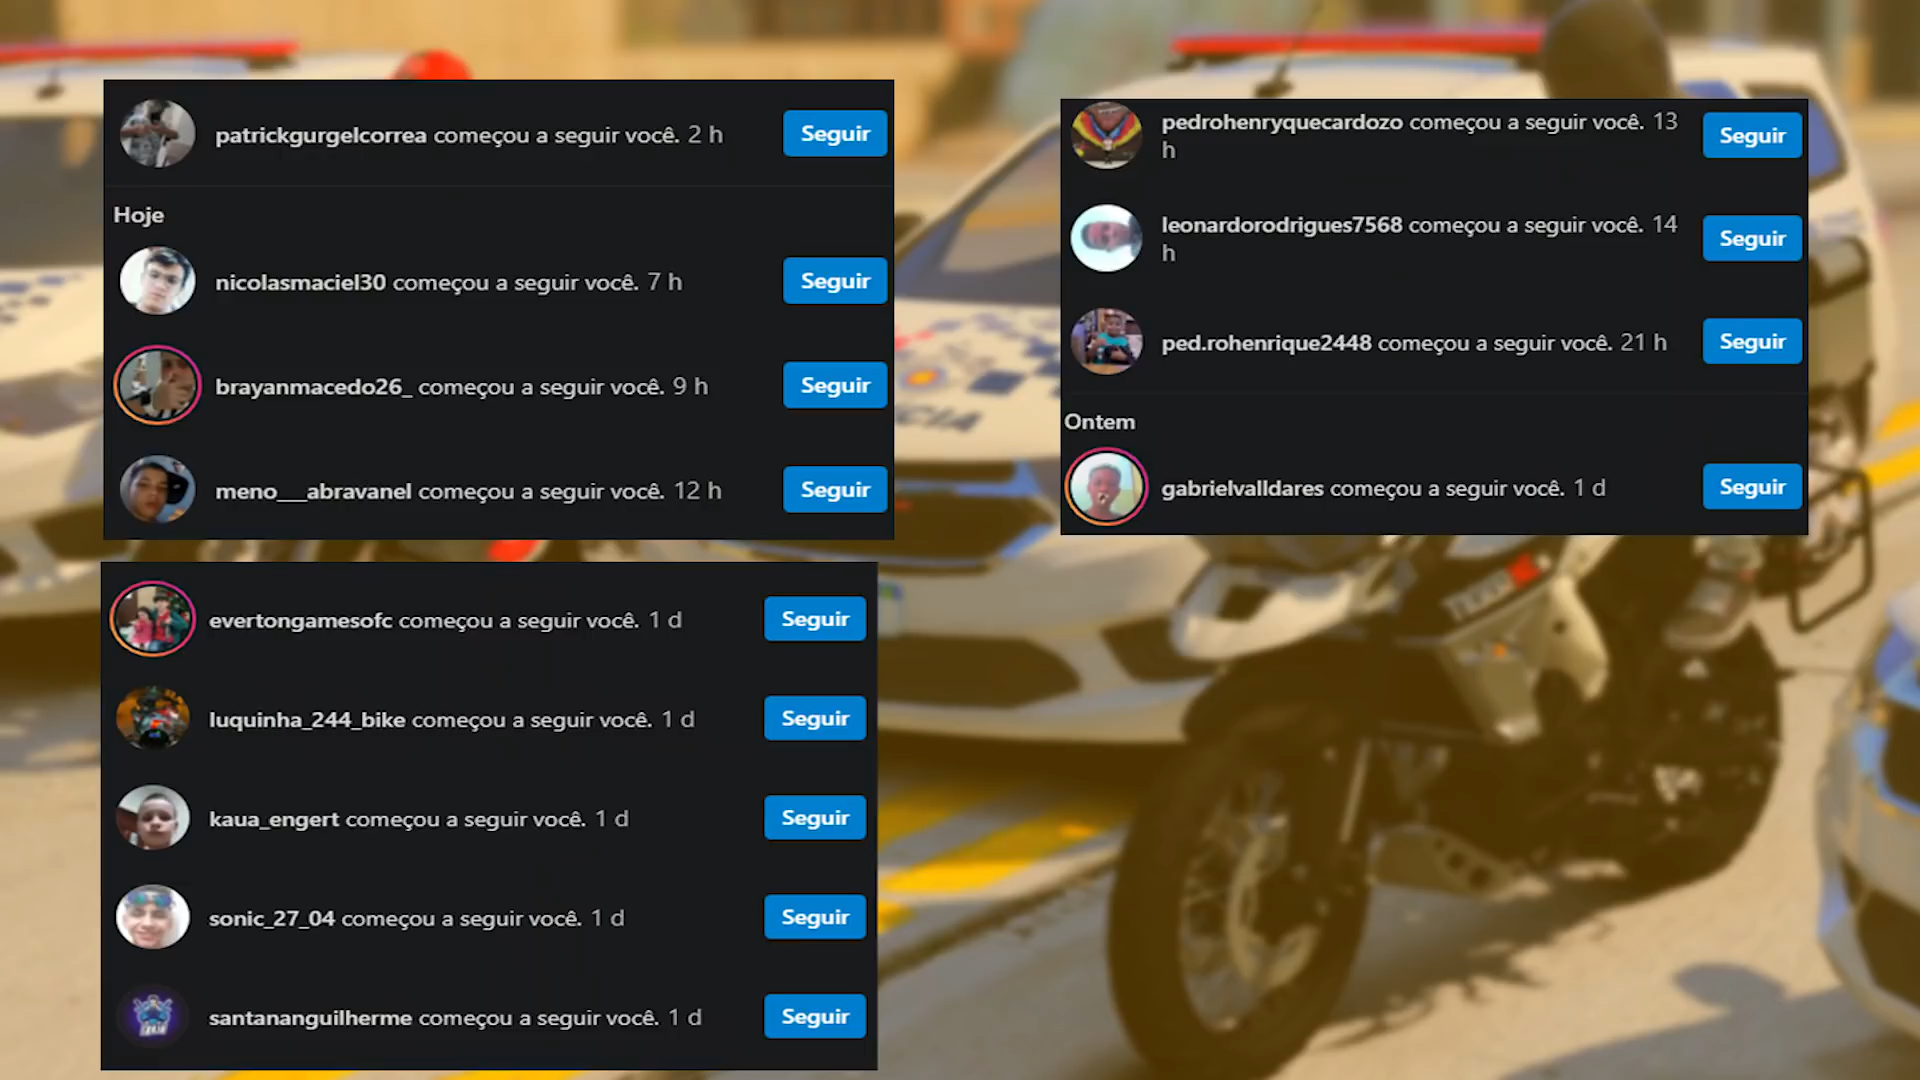 patrickgurgelcorrea começou a seguir você. 2 h
Seguir
Hoje
nicolasmaciel30 começou a seguir você. 7 h
Seguir
brayanmacedo26_ começou a seguir você. 9 h
Seguir
meno___abravanel começou a seguir você. 12 h
Seguir
pedrohenryquecardozo começou a seguir você. 13
h
Seguir
leonardorodrigues7568 começou a seguir você. 14
h
Seguir
ped.rohenrique2448 começou a seguir você. 21 h
Seguir
Ontem
gabrielvalldares começou a seguir você. 1 d
Seguir
evertongamesofc começou a seguir você. 1 d
Seguir
luquinha_244_bike começou a seguir você. 1 d
Seguir
kaua_engert começou a seguir você. 1 d
Seguir
sonic_27_04 começou a seguir você. 1 d
Seguir
santananguilherme começou a seguir você. 1 d
Seguir